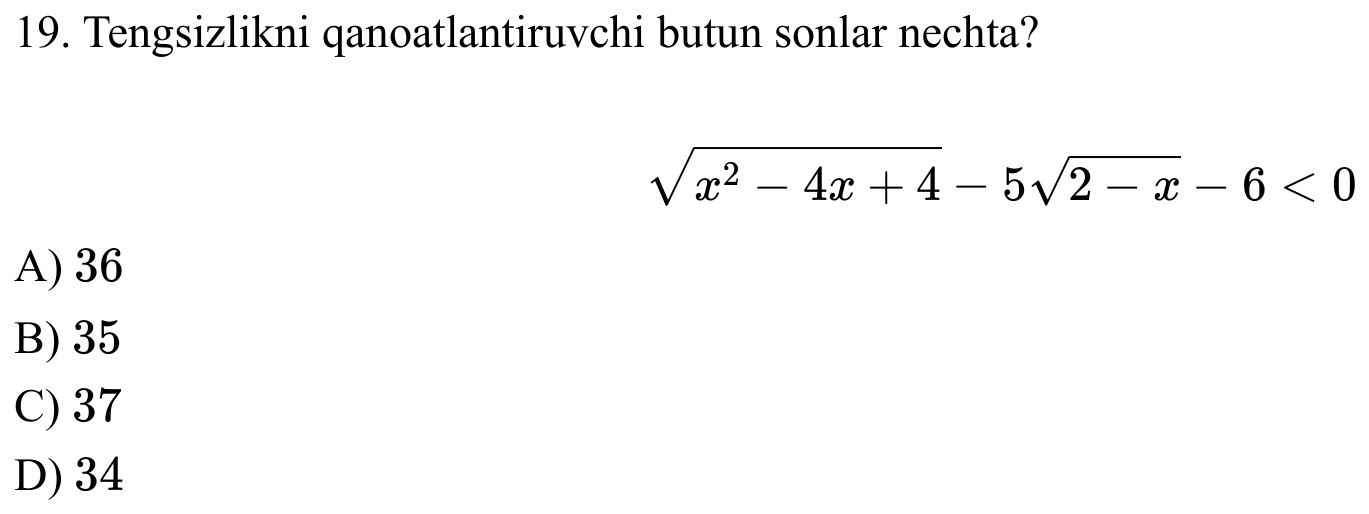 19. Tengsizlikni qanoatlantiruvchi butun sonlar nechta?
√(x² − 4x + 4) − 5√(2 − x) − 6 < 0
A) 36
B) 35
C) 37
D) 34